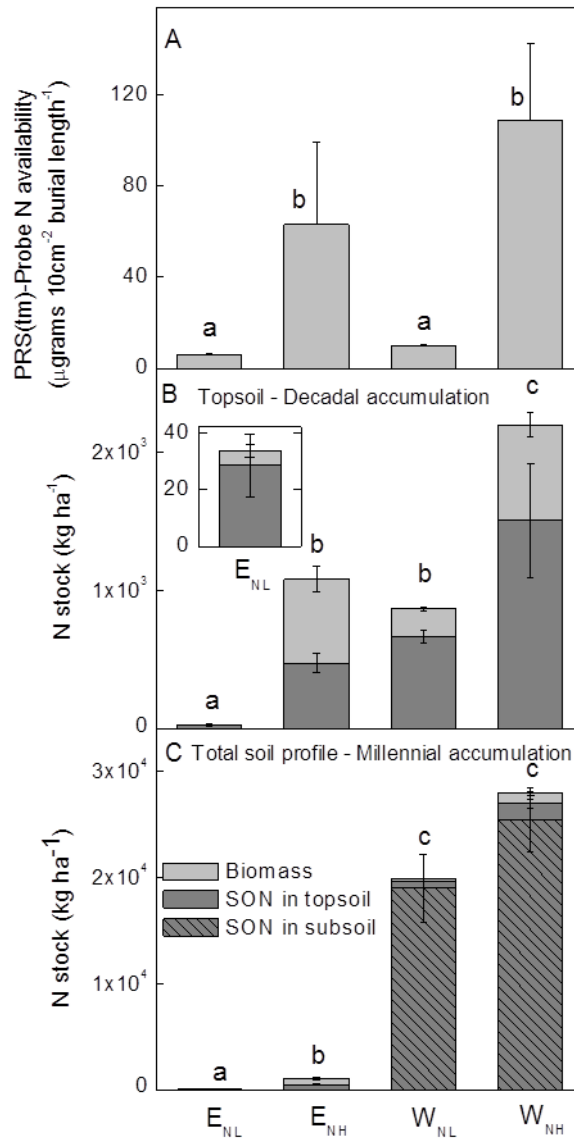 A
PRS(tm)-Probe N availability
(μgrams 10cm⁻² burial length⁻¹)
120
80
40
0
a
b
a
b
B Topsoil - Decadal accumulation
N stock (kg ha⁻¹)
2x10³
1x10³
0
40
20
0
E_NL
a
b
b
c
C Total soil profile - Millennial accumulation
N stock (kg ha⁻¹)
3x10⁴
2x10⁴
1x10⁴
0
Biomass
SON in topsoil
SON in subsoil
a
b
c
c
E_NL
E_NH
W_NL
W_NH